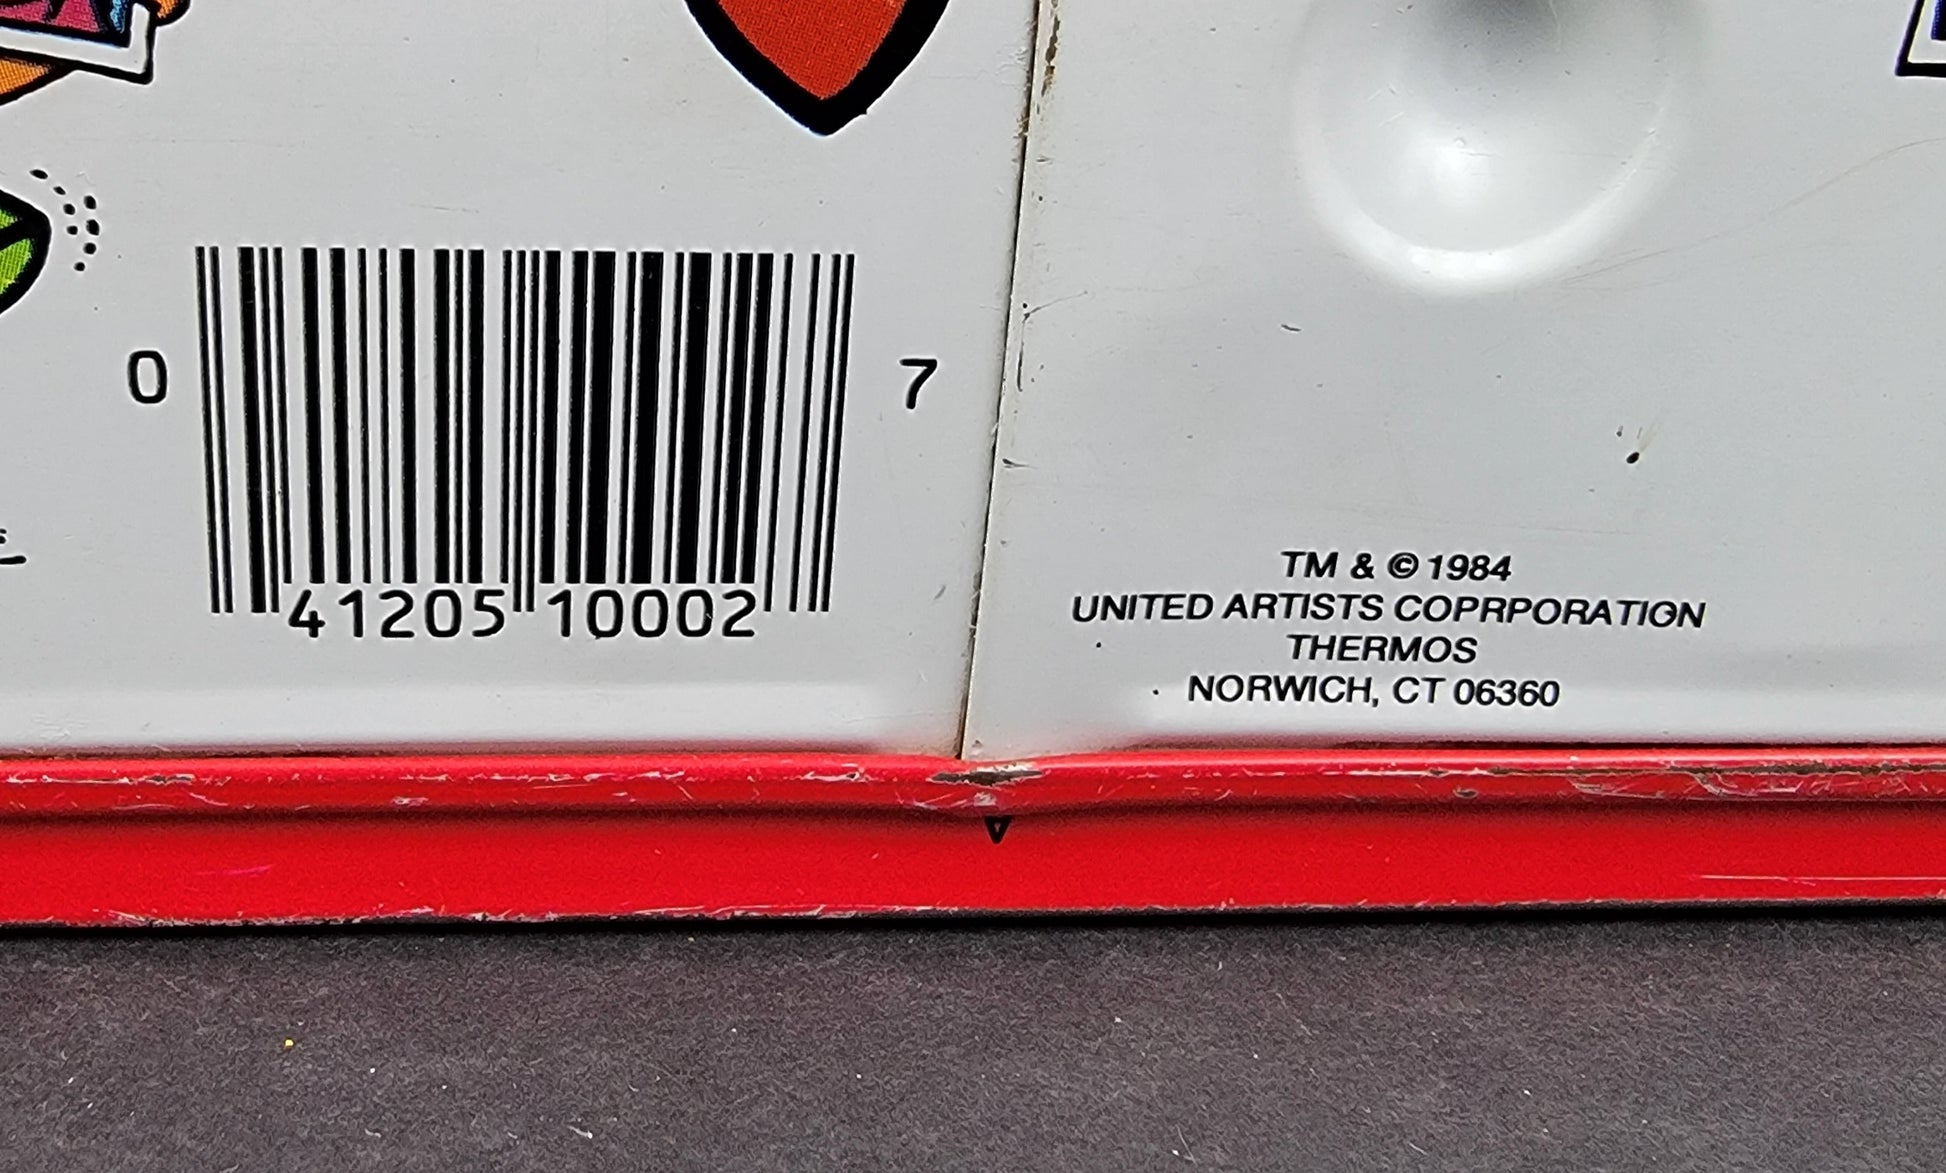 0 41205 10002 7
TM & © 1984
UNITED ARTISTS COPRPORATION
THERMOS
NORWICH, CT 06360